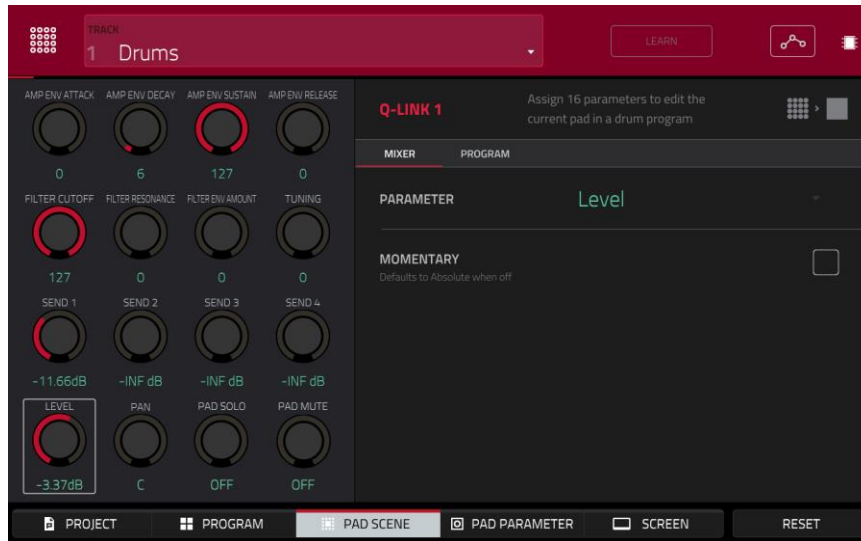 TRACK
1 Drums
LEARN
AMP ENV ATTACK AMP ENV DECAY AMP ENV SUSTAIN AMP ENV RELEASE
0 6 127 0
FILTER CUTOFF FILTER RESONANCE FILTER ENV AMOUNT TUNING
127 0 0 0
SEND 1 SEND 2 SEND 3 SEND 4
-11.66dB -INF dB -INF dB -INF dB
LEVEL PAN PAD SOLO PAD MUTE
-3.37dB C OFF OFF
Q-LINK 1
Assign 16 parameters to edit the
current pad in a drum program
MIXER PROGRAM
PARAMETER Level
MOMENTARY
Defaults to Absolute when off
PROJECT PROGRAM PAD SCENE PAD PARAMETER SCREEN RESET